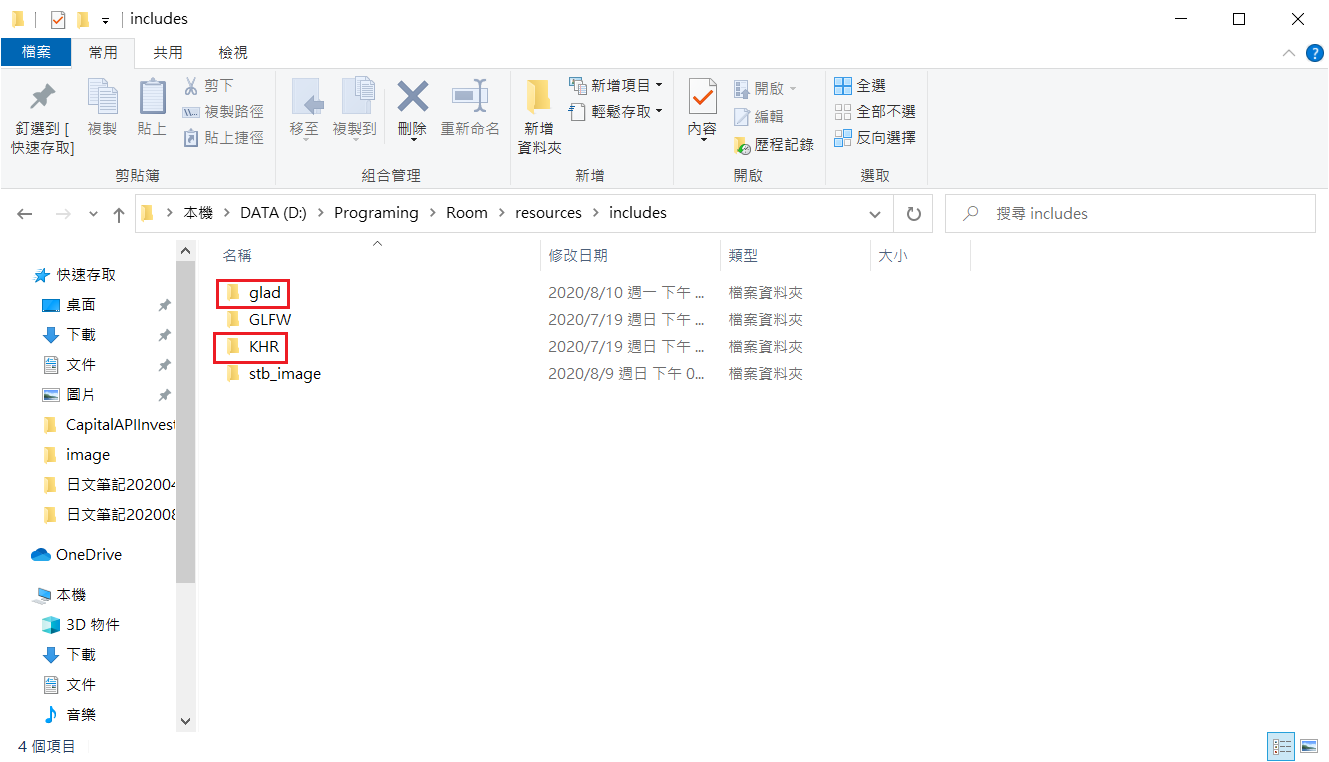 includes
檔案 常用 共用 檢視
釘選到 [
快速存取]
複製
貼上
剪下
複製路徑
貼上捷徑
剪貼簿
移至
複製到
刪除
重新命名
組合管理
新增
資料夾
新增項目
輕鬆存取
新增
內容
開啟
編輯
歷程記錄
開啟
全選
全部不選
反向選擇
選取
本機 > DATA (D:) > Programing > Room > resources > includes
搜尋 includes
快速存取
桌面
下載
文件
圖片
CapitalAPIInvest
image
日文筆記202004
日文筆記202008
OneDrive
本機
3D 物件
下載
文件
音樂
名稱 修改日期 類型 大小
glad 2020/8/10 週一 下午 ... 檔案資料夾
GLFW 2020/7/19 週日 下午 ... 檔案資料夾
KHR 2020/7/19 週日 下午 ... 檔案資料夾
stb_image 2020/8/9 週日 下午 0... 檔案資料夾
4 個項目